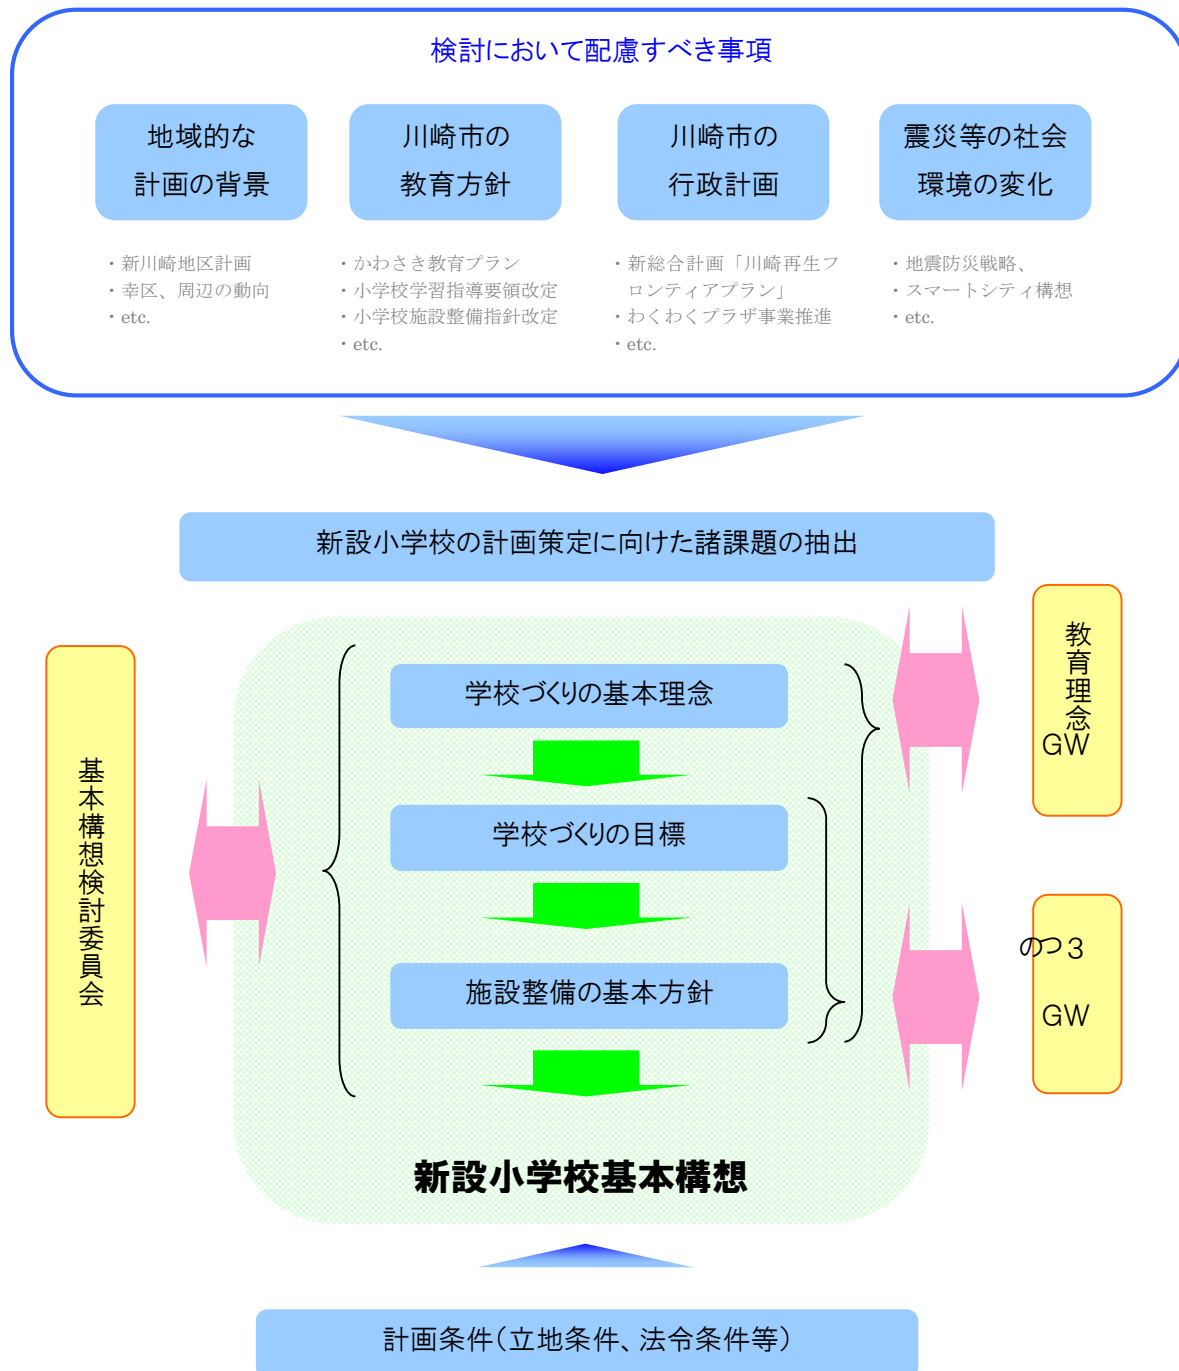 検討において配慮すべき事項
地域的な
計画の背景
川崎市の
教育方針
川崎市の
行政計画
震災等の社会
環境の変化
・新川崎地区計画
・幸区、周辺の動向
・etc.
・かわさき教育プラン
・小学校学習指導要領改定
・小学校施設整備指針改定
・etc.
・新総合計画「川崎再生フ
ロンティアプラン」
・わくわくプラザ事業推進
・etc.
・地震防災戦略、
・スマートシティ構想
・etc.
新設小学校の計画策定に向けた諸課題の抽出
基本構想検討委員会
学校づくりの基本理念
学校づくりの目標
施設整備の基本方針
教育理念
GW
3つの
GW
新設小学校基本構想
計画条件（立地条件、法令条件等）